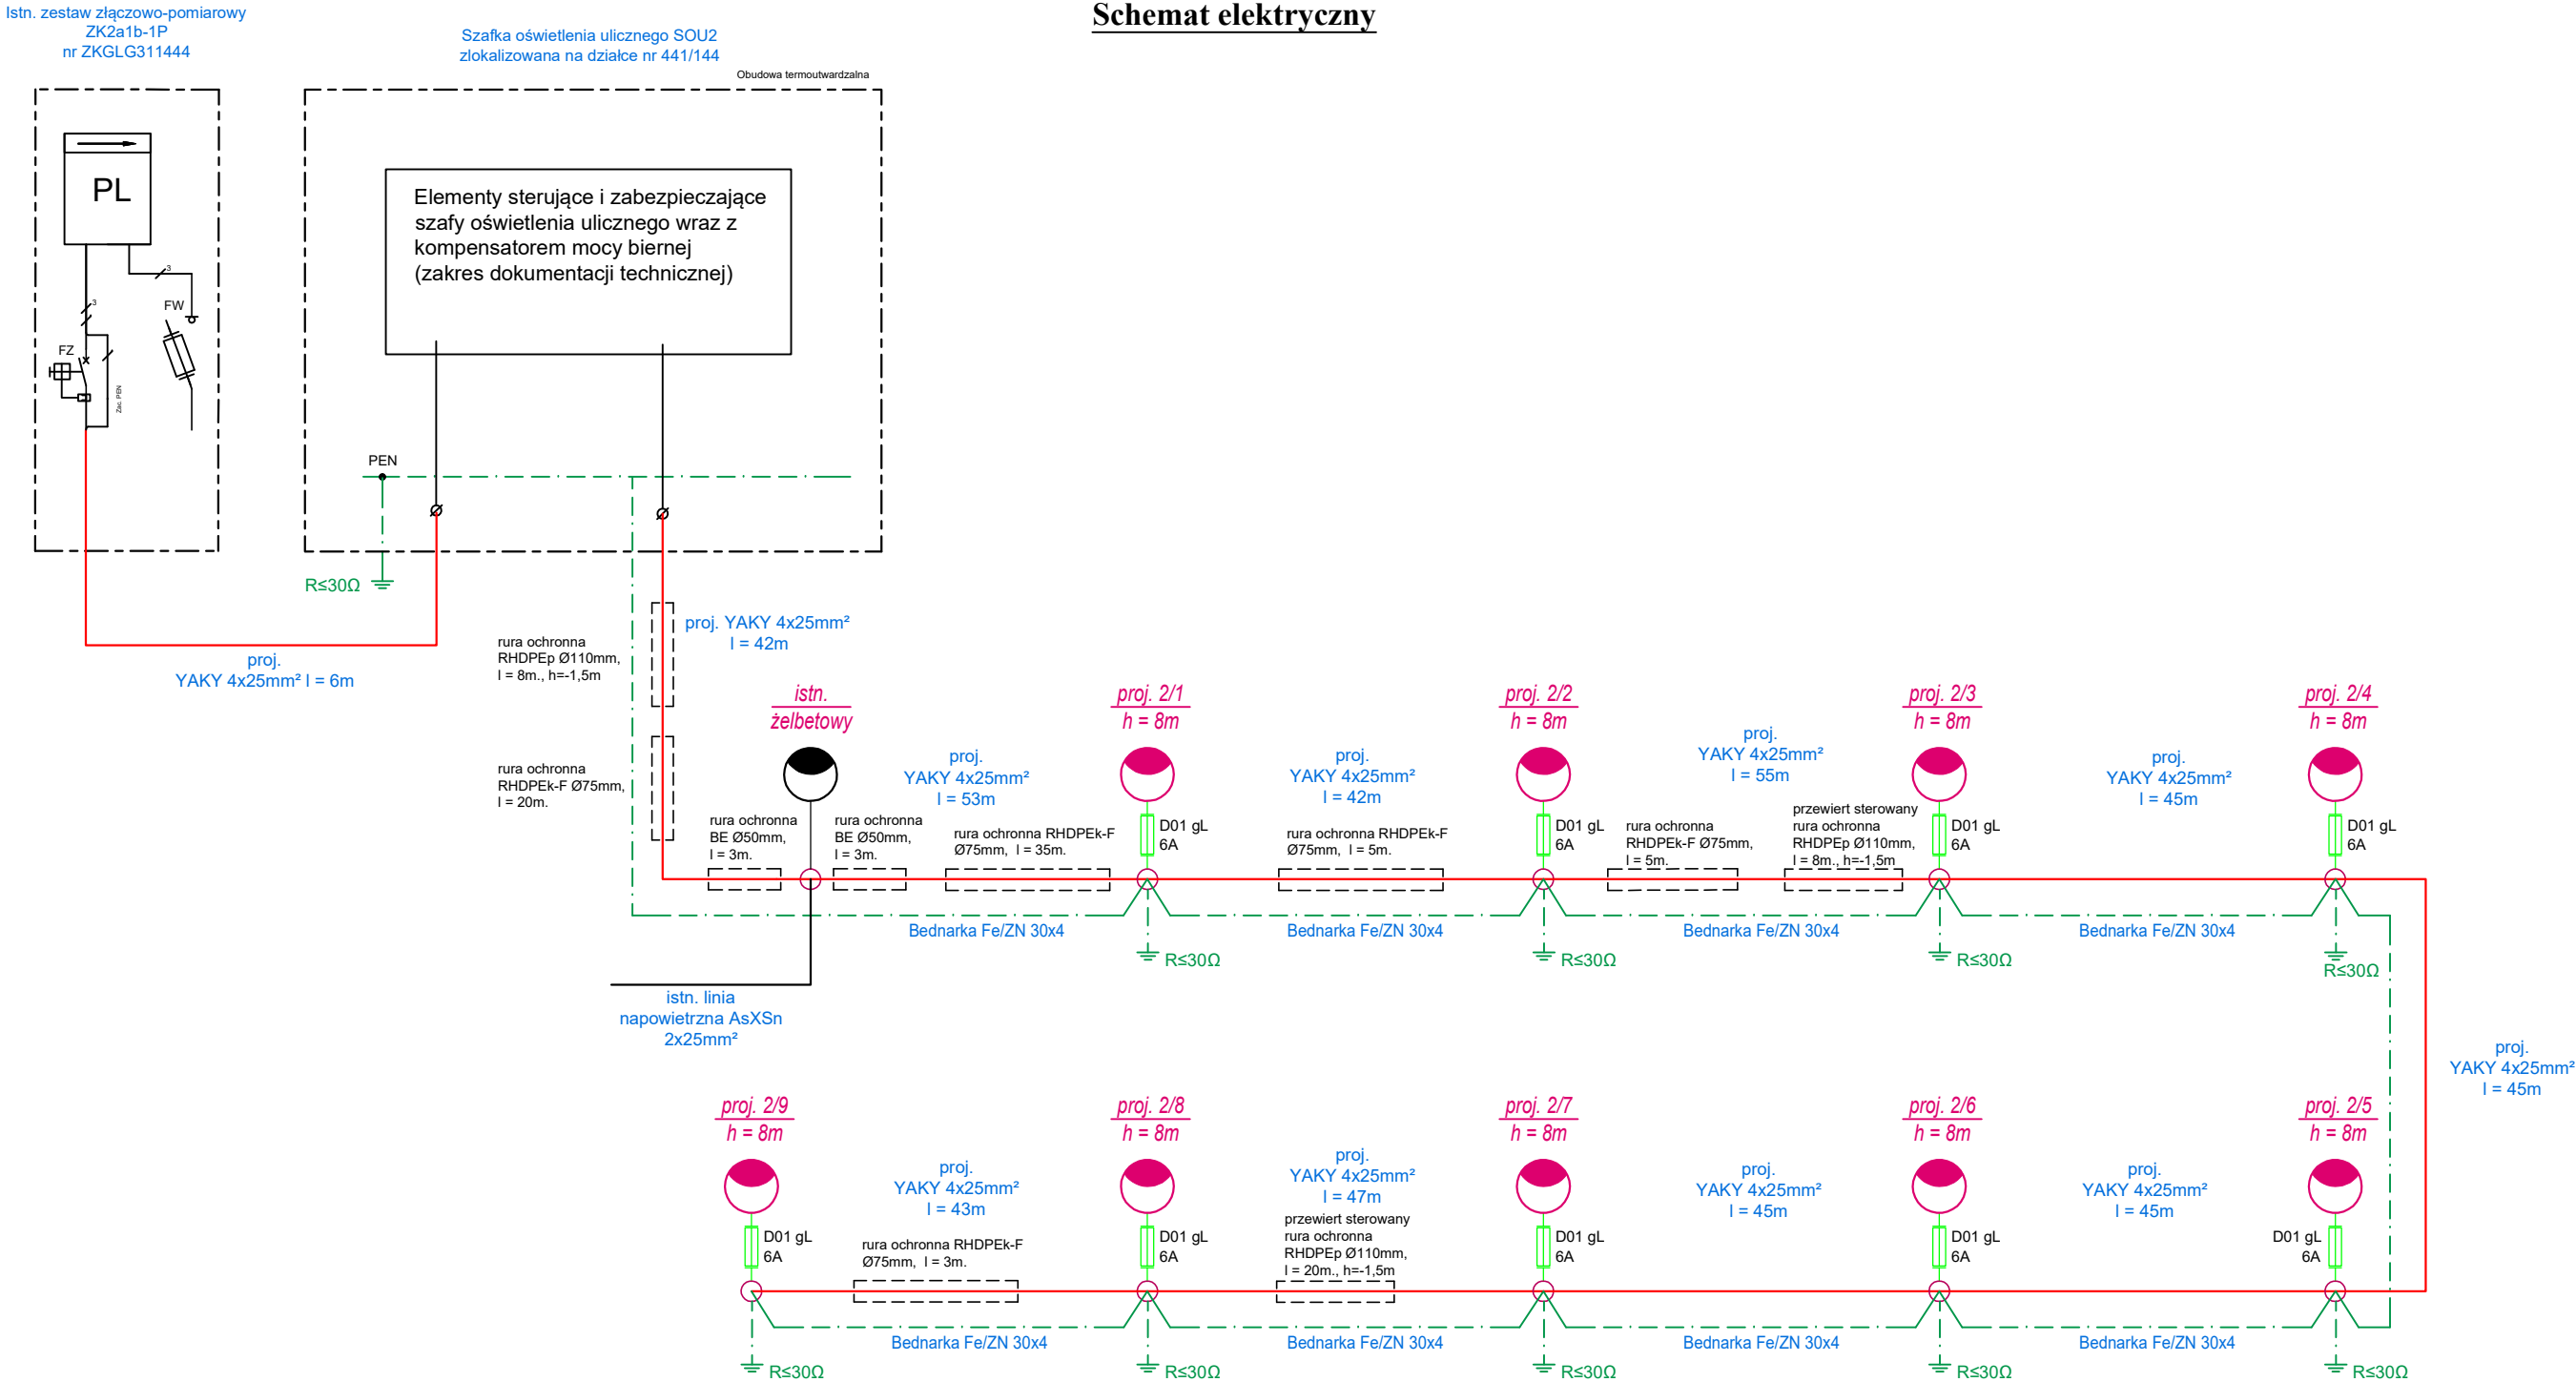 Schemat elektryczny
Istn. zestaw złączowo-pomiarowy
ZK2a1b-1P
nr ZKGLG311444
Szafka oświetlenia ulicznego SOU2
zlokalizowana na działce nr 441/144
Obudowa termoutwardzalna
PL
3
3
FW
FZ
Zac. PEN
Elementy sterujące i zabezpieczające
szafy oświetlenia ulicznego wraz z
kompensatorem mocy biernej
(zakres dokumentacji technicznej)
PEN
R≤30Ω
proj.
YAKY 4x25mm² l = 6m
rura ochronna
RHDPEp Ø110mm,
l = 8m., h=-1,5m
proj. YAKY 4x25mm²
l = 42m
rura ochronna
RHDPEk-F Ø75mm,
l = 20m.
istn.
żelbetowy
rura ochronna
BE Ø50mm,
l = 3m.
rura ochronna
BE Ø50mm,
l = 3m.
proj.
YAKY 4x25mm²
l = 53m
rura ochronna RHDPEk-F
Ø75mm, l = 35m.
proj. 2/1
h = 8m
D01 gL
6A
proj.
YAKY 4x25mm²
l = 42m
rura ochronna RHDPEk-F
Ø75mm, l = 5m.
proj. 2/2
h = 8m
D01 gL
6A
proj.
YAKY 4x25mm²
l = 55m
rura ochronna
RHDPEk-F Ø75mm,
l = 5m.
przewiert sterowany
rura ochronna
RHDPEp Ø110mm,
l = 8m., h=-1,5m
proj. 2/3
h = 8m
D01 gL
6A
proj.
YAKY 4x25mm²
l = 45m
proj. 2/4
h = 8m
D01 gL
6A
Bednarka Fe/ZN 30x4
Bednarka Fe/ZN 30x4
Bednarka Fe/ZN 30x4
Bednarka Fe/ZN 30x4
R≤30Ω
R≤30Ω
R≤30Ω
R≤30Ω
istn. linia
napowietrzna AsXSn
2x25mm²
proj.
YAKY 4x25mm²
l = 45m
proj. 2/9
h = 8m
D01 gL
6A
proj.
YAKY 4x25mm²
l = 43m
rura ochronna RHDPEk-F
Ø75mm, l = 3m.
proj. 2/8
h = 8m
D01 gL
6A
proj.
YAKY 4x25mm²
l = 47m
przewiert sterowany
rura ochronna
RHDPEp Ø110mm,
l = 20m., h=-1,5m
proj. 2/7
h = 8m
D01 gL
6A
proj.
YAKY 4x25mm²
l = 45m
proj. 2/6
h = 8m
D01 gL
6A
proj.
YAKY 4x25mm²
l = 45m
proj. 2/5
h = 8m
D01 gL
6A
Bednarka Fe/ZN 30x4
Bednarka Fe/ZN 30x4
Bednarka Fe/ZN 30x4
Bednarka Fe/ZN 30x4
R≤30Ω
R≤30Ω
R≤30Ω
R≤30Ω
R≤30Ω